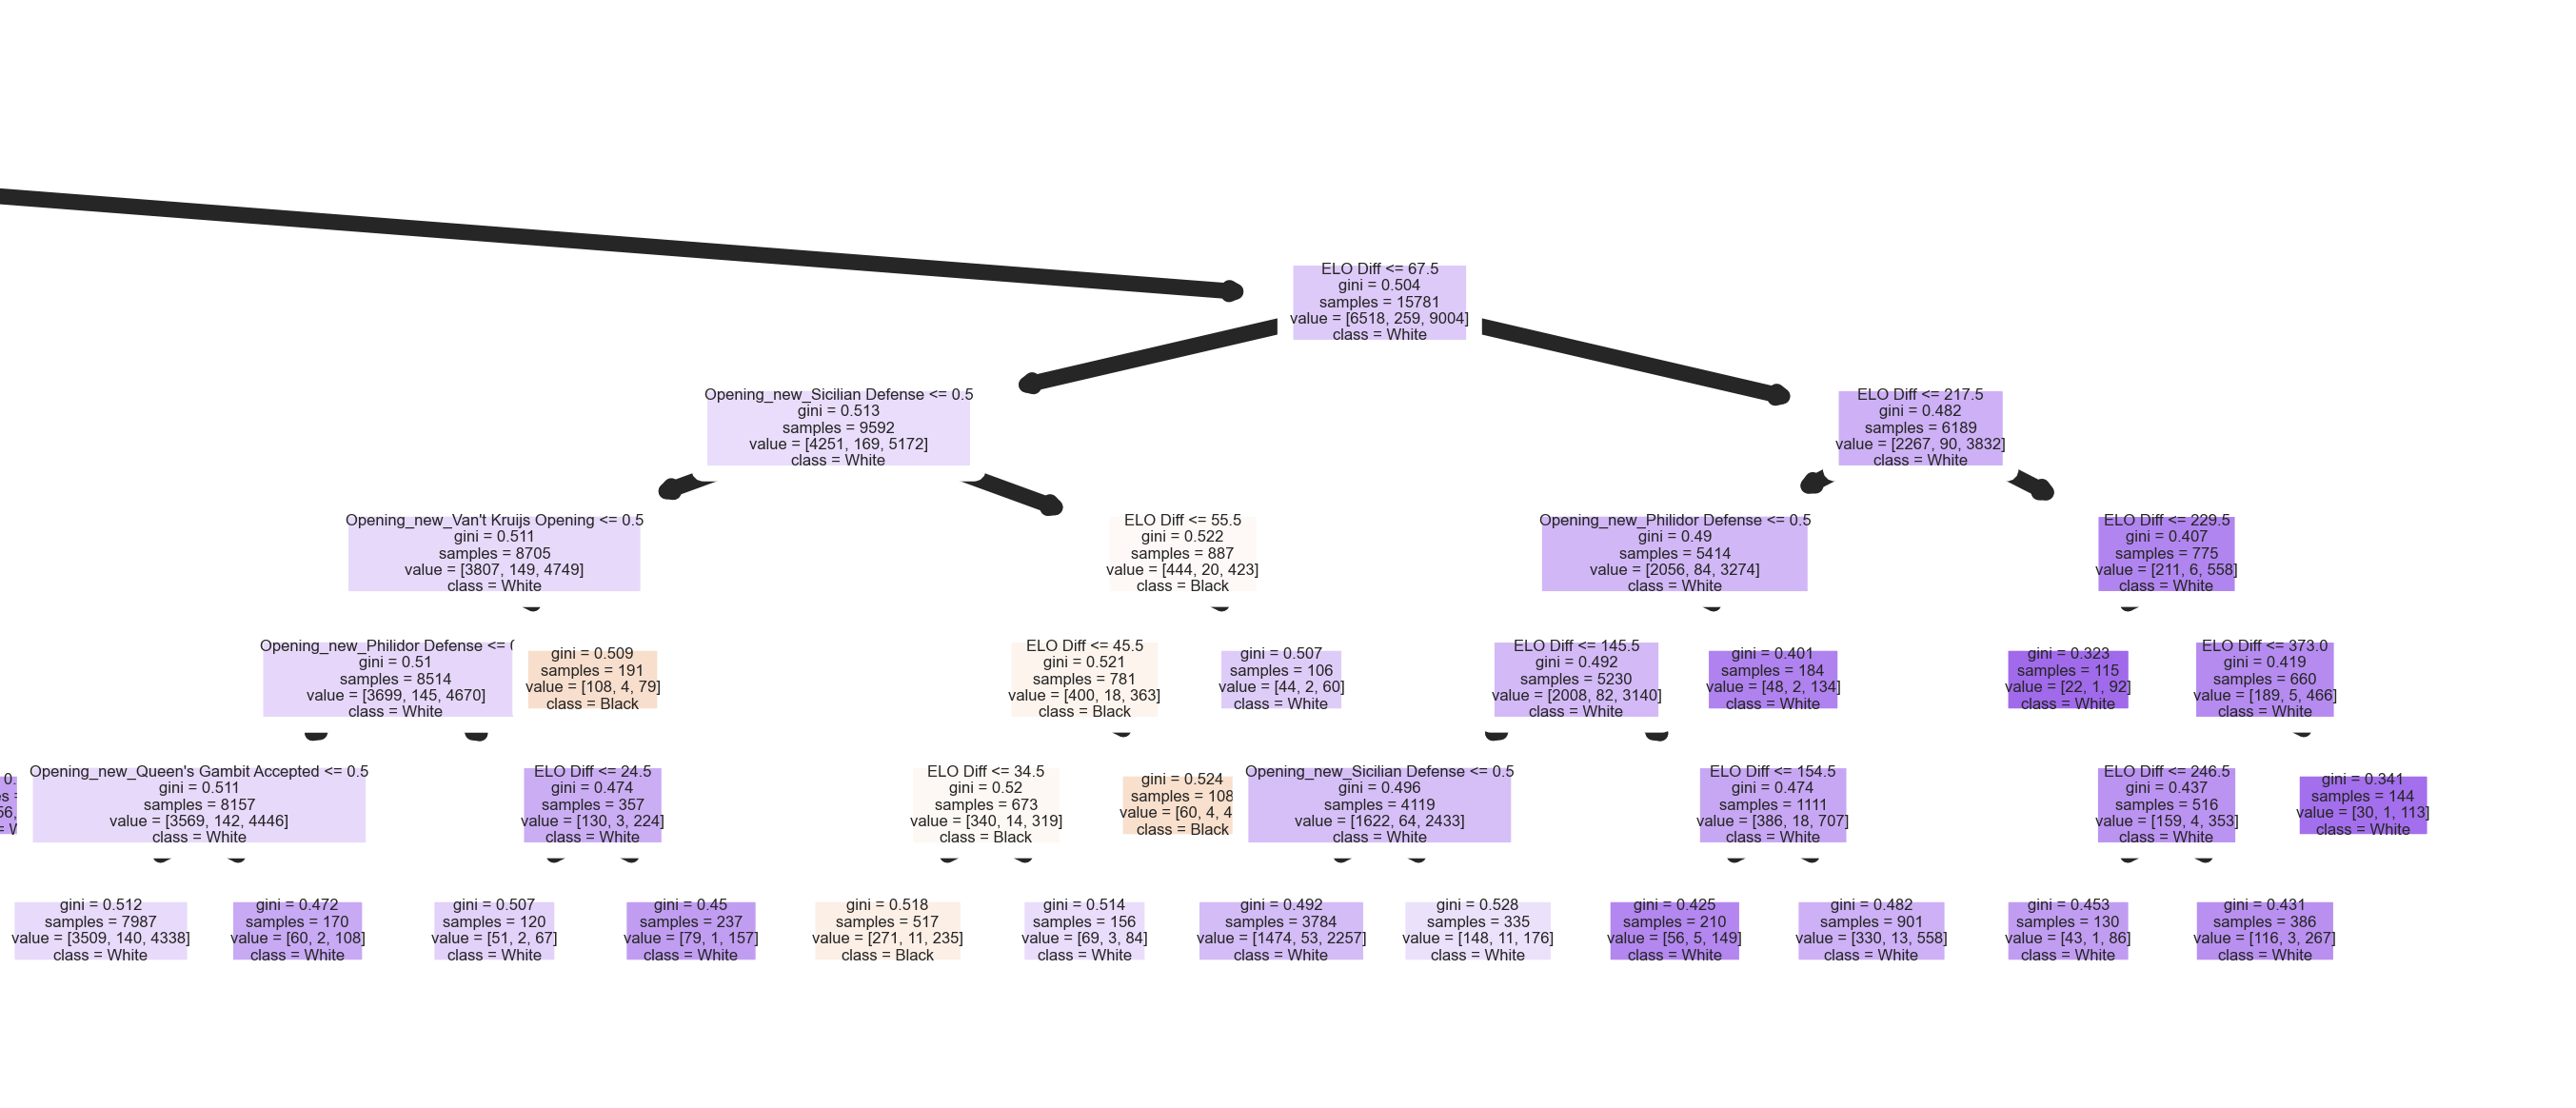 ELO Diff <= 67.5
gini = 0.504
samples = 15781
value = [6518, 259, 9004]
class = White
Opening_new_Sicilian Defense <= 0.5
gini = 0.513
samples = 9592
value = [4251, 169, 5172]
class = White
ELO Diff <= 217.5
gini = 0.482
samples = 6189
value = [2267, 90, 3832]
class = White
Opening_new_Van't Kruijs Opening <= 0.5
gini = 0.511
samples = 8705
value = [3807, 149, 4749]
class = White
ELO Diff <= 55.5
gini = 0.522
samples = 887
value = [444, 20, 423]
class = Black
Opening_new_Philidor Defense <= 0.5
gini = 0.49
samples = 5414
value = [2056, 84, 3274]
class = White
ELO Diff <= 229.5
gini = 0.407
samples = 775
value = [211, 6, 558]
class = White
Opening_new_Philidor Defense <=
gini = 0.51
samples = 8514
value = [3699, 145, 4670]
class = White
gini = 0.509
samples = 191
value = [108, 4, 79]
class = Black
ELO Diff <= 45.5
gini = 0.521
samples = 781
value = [400, 18, 363]
class = Black
gini = 0.507
samples = 106
value = [44, 2, 60]
class = White
ELO Diff <= 145.5
gini = 0.492
samples = 5230
value = [2008, 82, 3140]
class = White
gini = 0.401
samples = 184
value = [48, 2, 134]
class = White
gini = 0.323
samples = 115
value = [22, 1, 92]
class = White
ELO Diff <= 373.0
gini = 0.419
samples = 660
value = [189, 5, 466]
class = White
Opening_new_Queen's Gambit Accepted <= 0.5
gini = 0.511
samples = 8157
value = [3569, 142, 4446]
class = White
ELO Diff <= 24.5
gini = 0.474
samples = 357
value = [130, 3, 224]
class = White
ELO Diff <= 34.5
gini = 0.52
samples = 673
value = [340, 14, 319]
class = Black
gini = 0.524
samples = 108
value = [60, 4, 4
class = Black
Opening_new_Sicilian Defense <= 0.5
gini = 0.496
samples = 4119
value = [1622, 64, 2433]
class = White
ELO Diff <= 154.5
gini = 0.474
samples = 1111
value = [386, 18, 707]
class = White
ELO Diff <= 246.5
gini = 0.437
samples = 516
value = [159, 4, 353]
class = White
gini = 0.341
samples = 144
value = [30, 1, 113]
class = White
gini = 0.512
samples = 7987
value = [3509, 140, 4338]
class = White
gini = 0.472
samples = 170
value = [60, 2, 108]
class = White
gini = 0.507
samples = 120
value = [51, 2, 67]
class = White
gini = 0.45
samples = 237
value = [79, 1, 157]
class = White
gini = 0.518
samples = 517
value = [271, 11, 235]
class = Black
gini = 0.514
samples = 156
value = [69, 3, 84]
class = White
gini = 0.492
samples = 3784
value = [1474, 53, 2257]
class = White
gini = 0.528
samples = 335
value = [148, 11, 176]
class = White
gini = 0.425
samples = 210
value = [56, 5, 149]
class = White
gini = 0.482
samples = 901
value = [330, 13, 558]
class = White
gini = 0.453
samples = 130
value = [43, 1, 86]
class = White
gini = 0.431
samples = 386
value = [116, 3, 267]
class = White